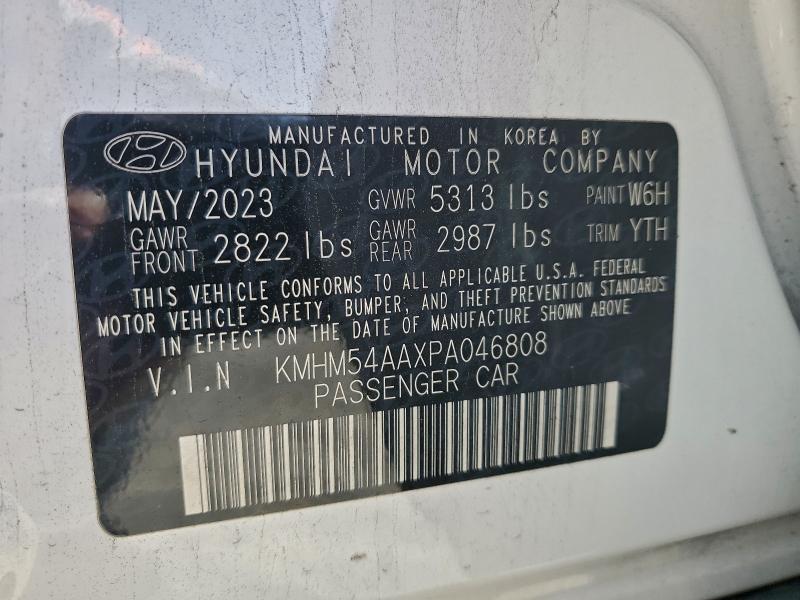 MANUFACTURED IN KOREA BY
HYUNDAI MOTOR COMPANY
MAY/2023 GVWR 5313 lbs PAINT W6H
GAWR FRONT 2822 lbs GAWR REAR 2987 lbs TRIM YTH
THIS VEHICLE CONFORMS TO ALL APPLICABLE U.S.A. FEDERAL
MOTOR VEHICLE SAFETY, BUMPER, AND THEFT PREVENTION STANDARDS
IN EFFECT ON THE DATE OF MANUFACTURE SHOWN ABOVE
V.I.N KMHM54AAXPA046808
PASSENGER CAR